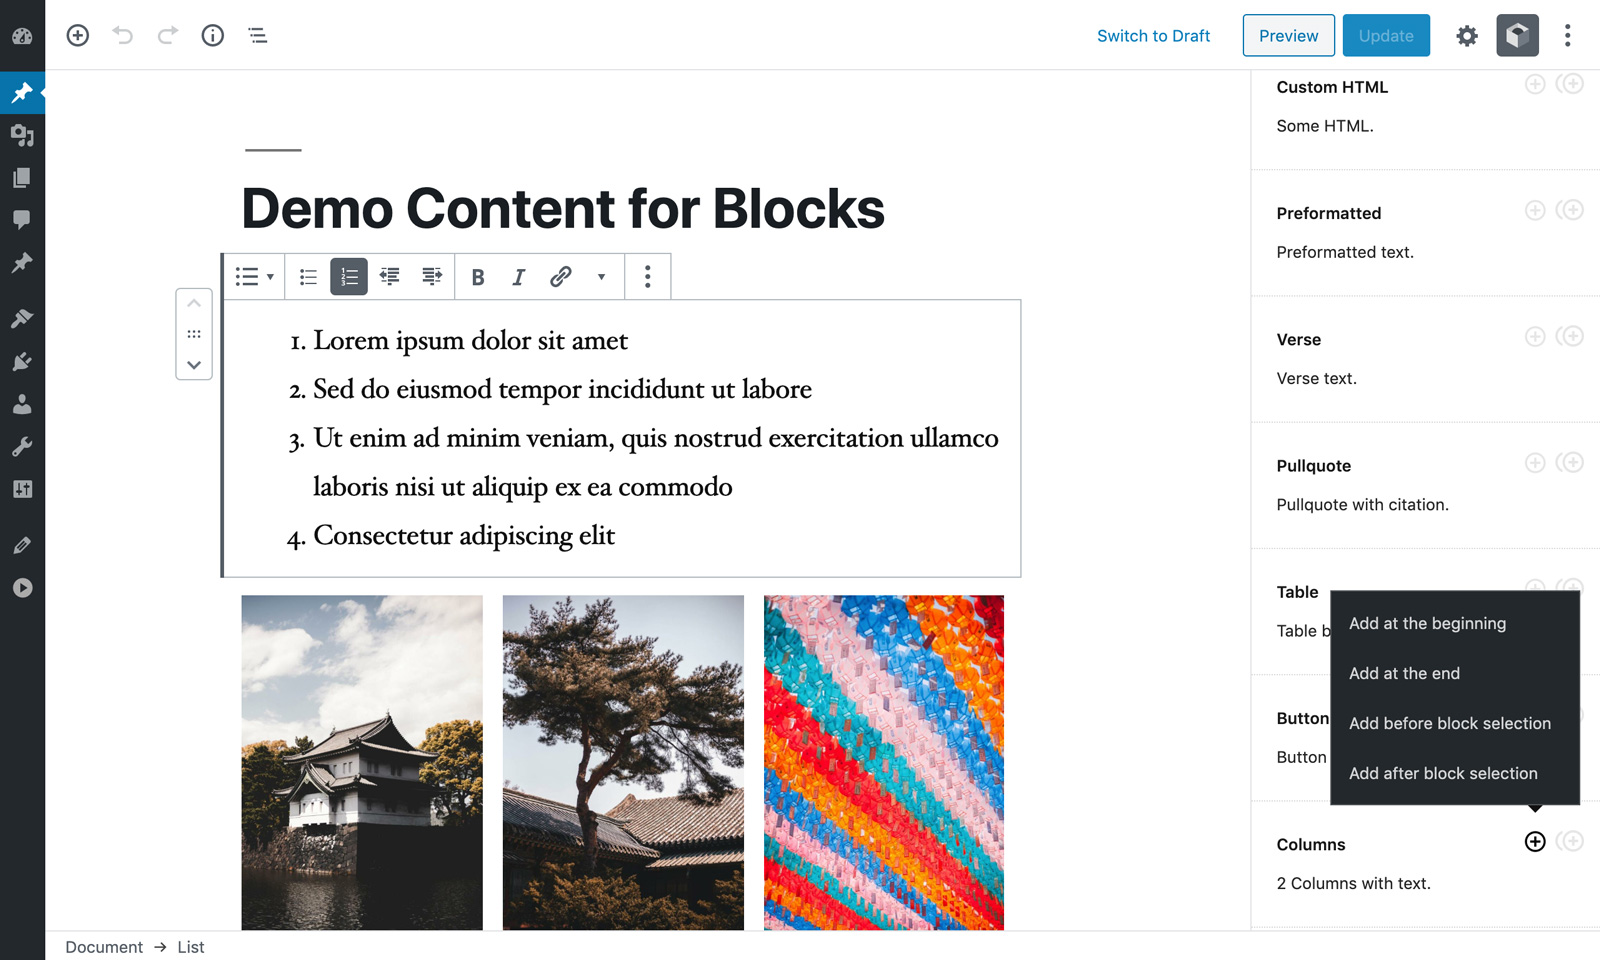 Switch to Draft
Preview
Update
Demo Content for Blocks
B I
1. Lorem ipsum dolor sit amet
2. Sed do eiusmod tempor incididunt ut labore
3. Ut enim ad minim veniam, quis nostrud exercitation ullamco
laboris nisi ut aliquip ex ea commodo
4. Consectetur adipiscing elit
Custom HTML
Some HTML.
Preformatted
Preformatted text.
Verse
Verse text.
Pullquote
Pullquote with citation.
Table
Table b
Button
Button
Add at the beginning
Add at the end
Add before block selection
Add after block selection
Columns
2 Columns with text.
Document → List